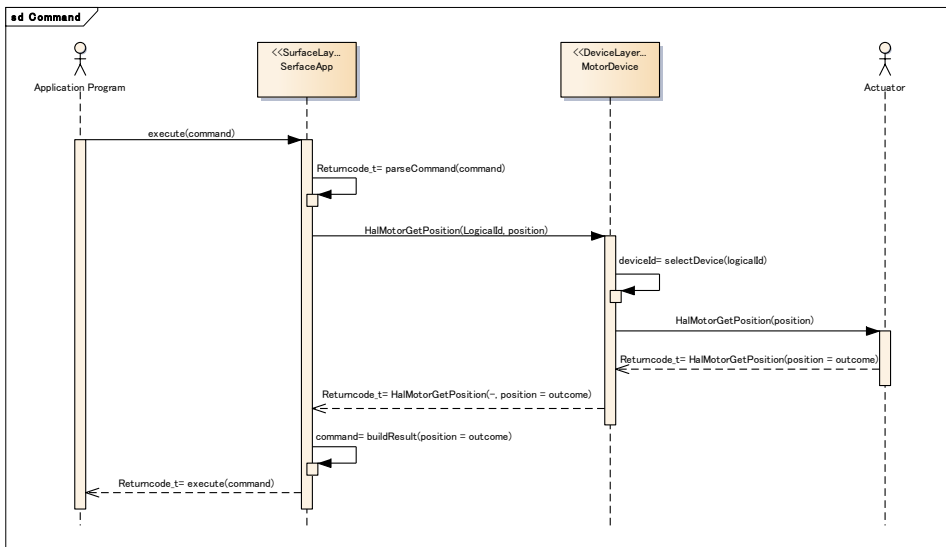 sd Command
Application Program
<<SurfaceLay...
SerfaceApp
<<DeviceLayer...
MotorDevice
Actuator
execute(command)
Returncode_t= parseCommand(command)
HalMotorGetPosition(LogicalId, position)
deviceId= selectDevice(logicalId)
HalMotorGetPosition(position)
Returncode_t= HalMotorGetPosition(position = outcome)
Returncode_t= HalMotorGetPosition(-, position = outcome)
command= buildResult(position = outcome)
Returncode_t= execute(command)